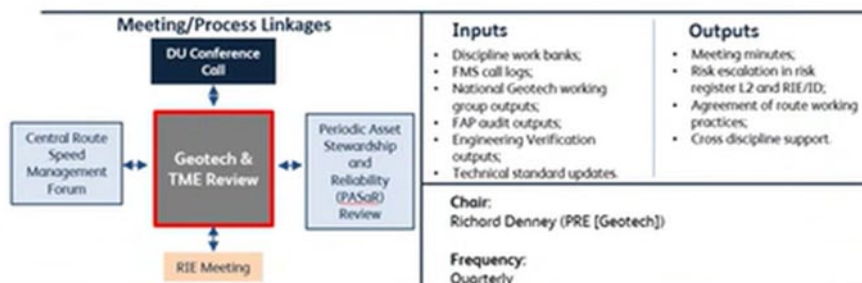 Meeting/Process Linkages
DU Conference
Call
Central Route
Speed
Management
Forum
Geotech &
TME Review
Periodic Asset
Stewardship
and
Reliability
(PASaR)
Review
RIE Meeting
Inputs
• Discipline work banks;
• FMS call logs;
• National Geotech working
group outputs;
• FAP audit outputs;
• Engineering Verification
outputs;
• Technical standard updates.
Outputs
• Meeting minutes;
• Risk escalation in risk
register L2 and RIE/ID;
• Agreement of route working
practices;
• Cross discipline support.
Chair:
Richard Denney (PRE [Geotech])
Frequency:
Quarterly